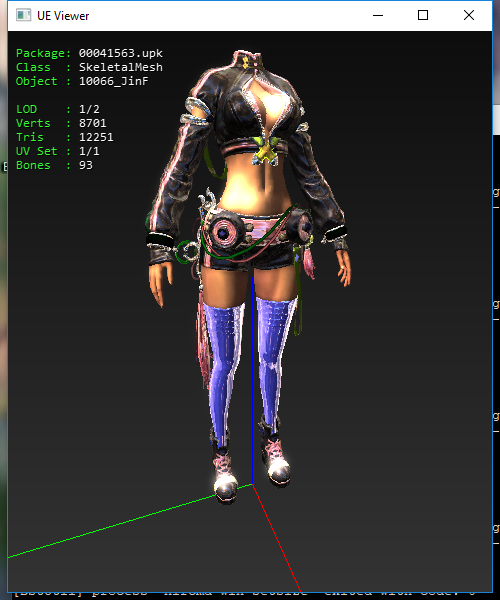 UE Viewer
Package: 00041563.upk
Class : SkeletalMesh
Object : 10066_JinF
LOD : 1/2
Verts : 8701
Tris : 12251
UV Set : 1/1
Bones : 93